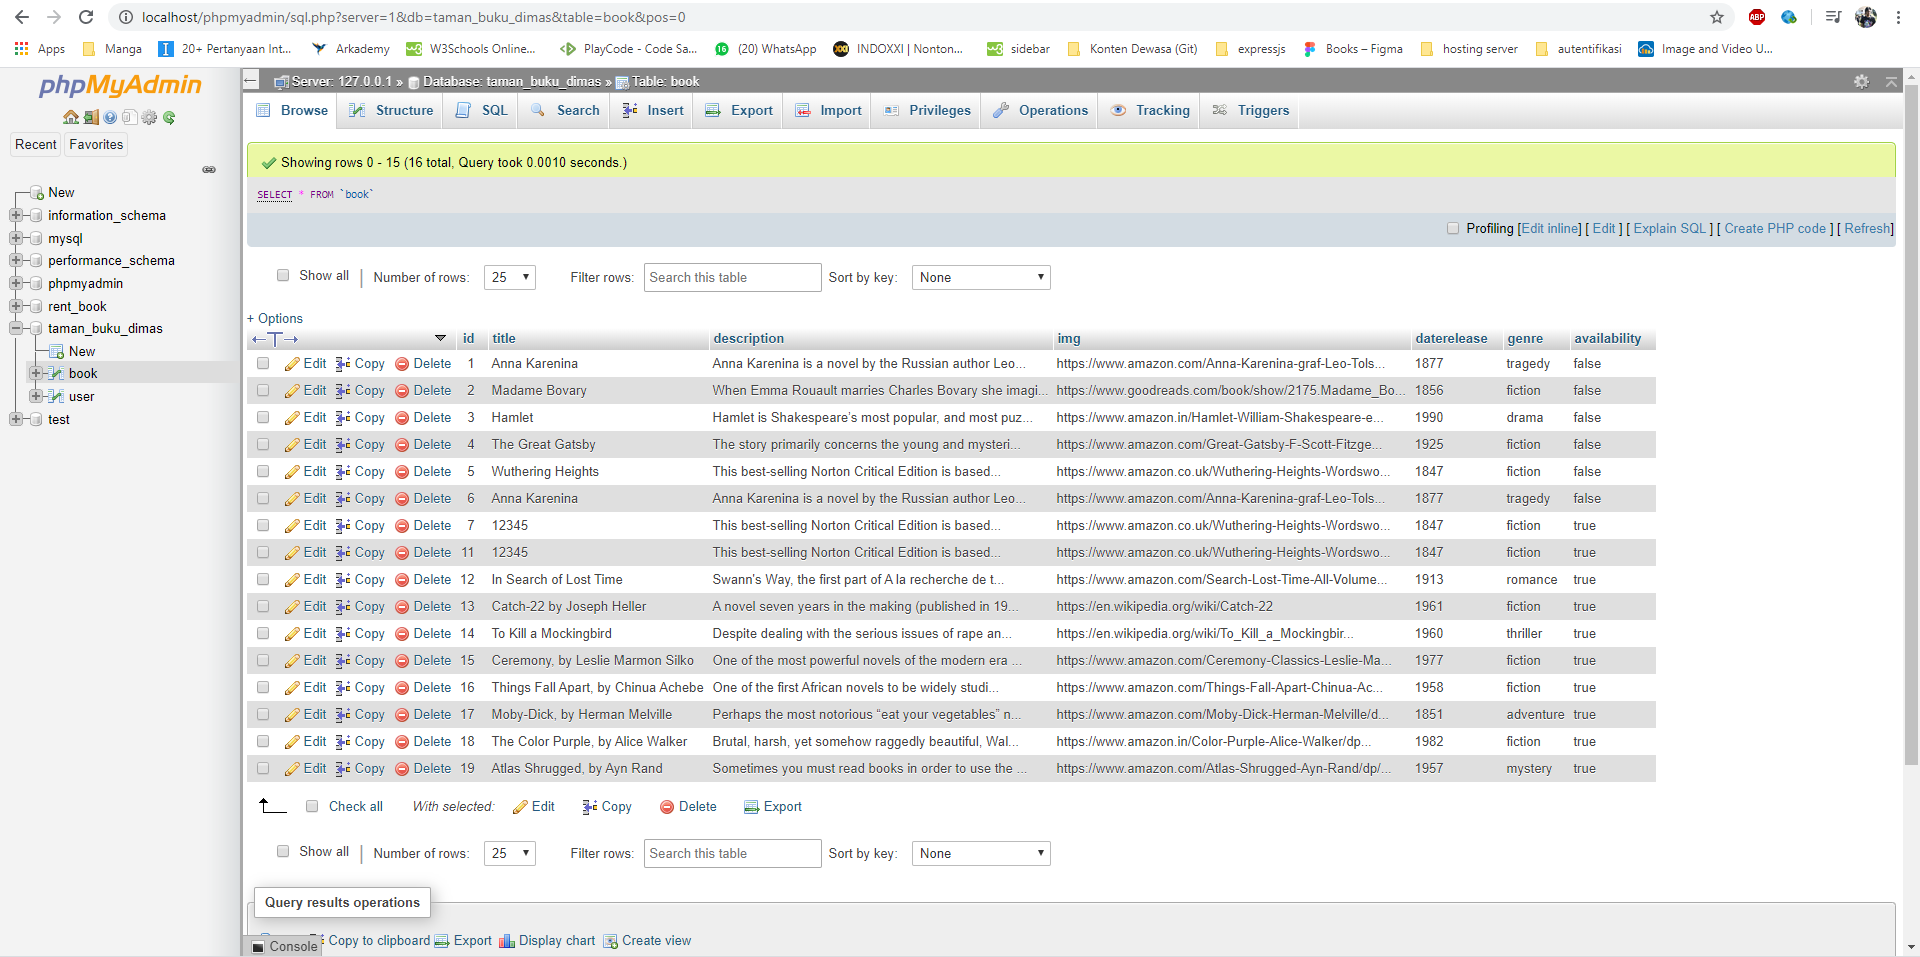 localhost/phpmyadmin/sql.php?server=1&db=taman_buku_dimas&table=book&pos=0
Apps Manga 20+ Pertanyaan Int... Arkademy W3Schools Online... PlayCode - Code Sa... (20) WhatsApp INDOXXI | Nonton... sidebar Konten Dewasa (Git) expressjs Books – Figma hosting server autentifikasi Image and Video U...
phpMyAdmin
Recent Favorites
New
information_schema
mysql
performance_schema
phpmyadmin
rent_book
taman_buku_dimas
New
book
user
test
Server: 127.0.0.1 » Database: taman_buku_dimas » Table: book
Browse Structure SQL Search Insert Export Import Privileges Operations Tracking Triggers
Showing rows 0 - 15 (16 total, Query took 0.0010 seconds.)
SELECT * FROM `book`
Profiling [Edit inline] [ Edit ] [ Explain SQL ] [ Create PHP code ] [ Refresh]
Show all | Number of rows: 25 Filter rows: Search this table Sort by key: None
+ Options
←T→ id title description img daterelease genre availability
Edit Copy Delete 1 Anna Karenina Anna Karenina is a novel by the Russian author Leo... https://www.amazon.com/Anna-Karenina-graf-Leo-Tols... 1877 tragedy false
Edit Copy Delete 2 Madame Bovary When Emma Rouault marries Charles Bovary she imagi... https://www.goodreads.com/book/show/2175.Madame_Bo... 1856 fiction false
Edit Copy Delete 3 Hamlet Hamlet is Shakespeare's most popular, and most puz... https://www.amazon.in/Hamlet-William-Shakespeare-e... 1990 drama false
Edit Copy Delete 4 The Great Gatsby The story primarily concerns the young and mysteri... https://www.amazon.com/Great-Gatsby-F-Scott-Fitzge... 1925 fiction false
Edit Copy Delete 5 Wuthering Heights This best-selling Norton Critical Edition is based... https://www.amazon.co.uk/Wuthering-Heights-Wordswo... 1847 fiction false
Edit Copy Delete 6 Anna Karenina Anna Karenina is a novel by the Russian author Leo... https://www.amazon.com/Anna-Karenina-graf-Leo-Tols... 1877 tragedy false
Edit Copy Delete 7 12345 This best-selling Norton Critical Edition is based... https://www.amazon.co.uk/Wuthering-Heights-Wordswo... 1847 fiction true
Edit Copy Delete 11 12345 This best-selling Norton Critical Edition is based... https://www.amazon.co.uk/Wuthering-Heights-Wordswo... 1847 fiction true
Edit Copy Delete 12 In Search of Lost Time Swann's Way, the first part of A la recherche de t... https://www.amazon.com/Search-Lost-Time-All-Volume... 1913 romance true
Edit Copy Delete 13 Catch-22 by Joseph Heller A novel seven years in the making (published in 19... https://en.wikipedia.org/wiki/Catch-22 1961 fiction true
Edit Copy Delete 14 To Kill a Mockingbird Despite dealing with the serious issues of rape an... https://en.wikipedia.org/wiki/To_Kill_a_Mockingbir... 1960 thriller true
Edit Copy Delete 15 Ceremony, by Leslie Marmon Silko One of the most powerful novels of the modern era ... https://www.amazon.com/Ceremony-Classics-Leslie-Ma... 1977 fiction true
Edit Copy Delete 16 Things Fall Apart, by Chinua Achebe One of the first African novels to be widely studi... https://www.amazon.com/Things-Fall-Apart-Chinua-Ac... 1958 fiction true
Edit Copy Delete 17 Moby-Dick, by Herman Melville Perhaps the most notorious “eat your vegetables” n... https://www.amazon.com/Moby-Dick-Herman-Melville/d... 1851 adventure true
Edit Copy Delete 18 The Color Purple, by Alice Walker Brutal, harsh, yet somehow raggedly beautiful, Wal... https://www.amazon.in/Color-Purple-Alice-Walker/dp... 1982 fiction true
Edit Copy Delete 19 Atlas Shrugged, by Ayn Rand Sometimes you must read books in order to use the ... https://www.amazon.com/Atlas-Shrugged-Ayn-Rand/dp/... 1957 mystery true
Check all With selected: Edit Copy Delete Export
Show all | Number of rows: 25 Filter rows: Search this table Sort by key: None
Query results operations
Copy to clipboard Export Display chart Create view
Console